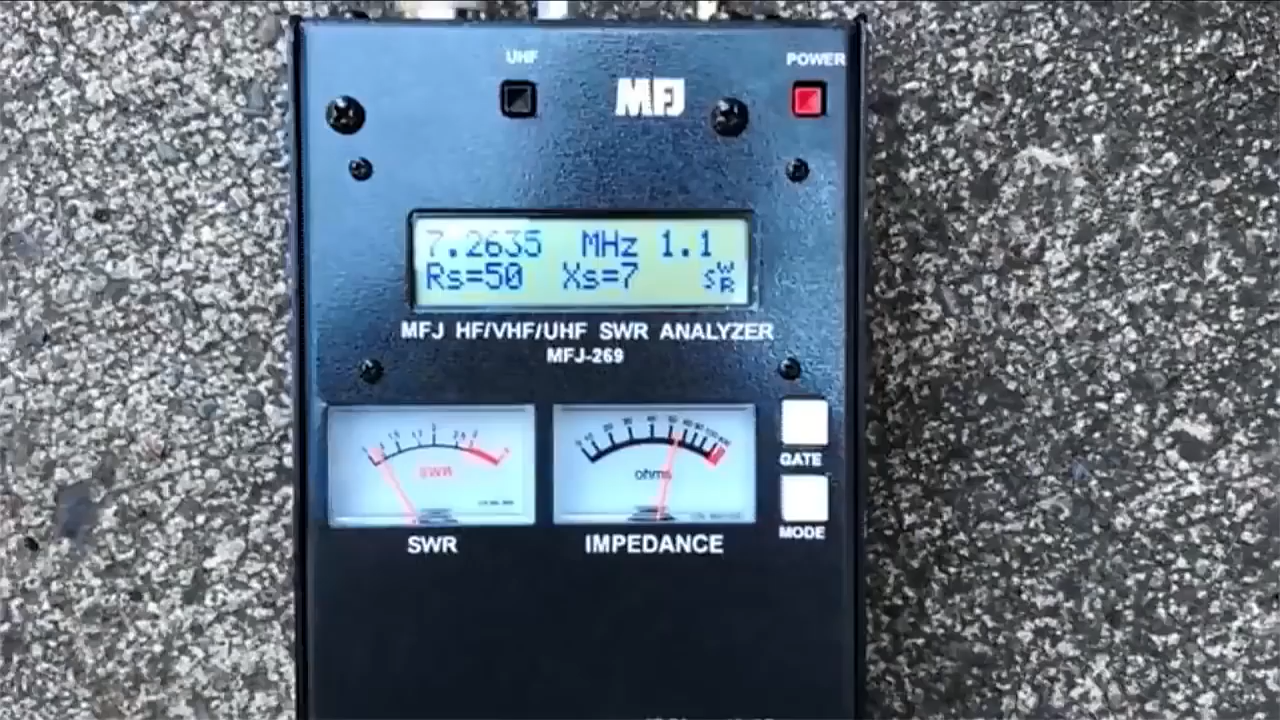 UHF
POWER
MFJ
7.2635 MHz 1.1
Rs=50 Xs=7 SWR
MFJ HF/VHF/UHF SWR ANALYZER
MFJ-269
SWR
ohms
GATE
MODE
SWR
IMPEDANCE